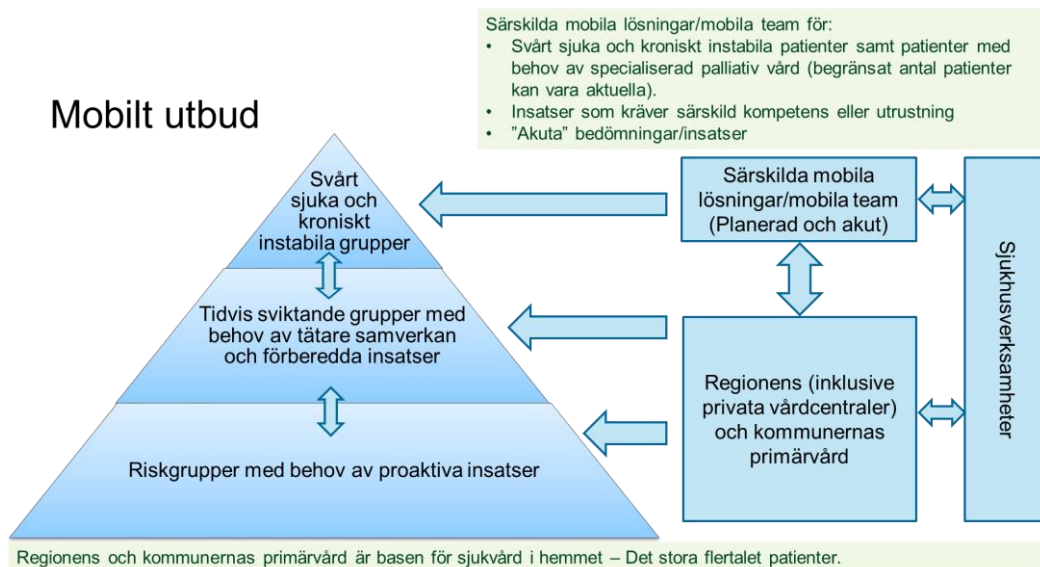 Särskilda mobila lösningar/mobila team för:
• Svårt sjuka och kroniskt instabila patienter samt patienter med
behov av specialiserad palliativ vård (begränsat antal patienter
kan vara aktuella).
• Insatser som kräver särskild kompetens eller utrustning
• ”Akuta” bedömningar/insatser
Mobilt utbud
Svårt
sjuka och
kroniskt
instabila grupper
Tidvis sviktande grupper med
behov av tätare samverkan
och förberedda insatser
Riskgrupper med behov av proaktiva insatser
Särskilda mobila
lösningar/mobila team
(Planerad och akut)
Regionens (inklusive
privata vårdcentraler)
och kommunernas
primärvård
Sjukhusverksamheter
Regionens och kommunernas primärvård är basen för sjukvård i hemmet – Det stora flertalet patienter.